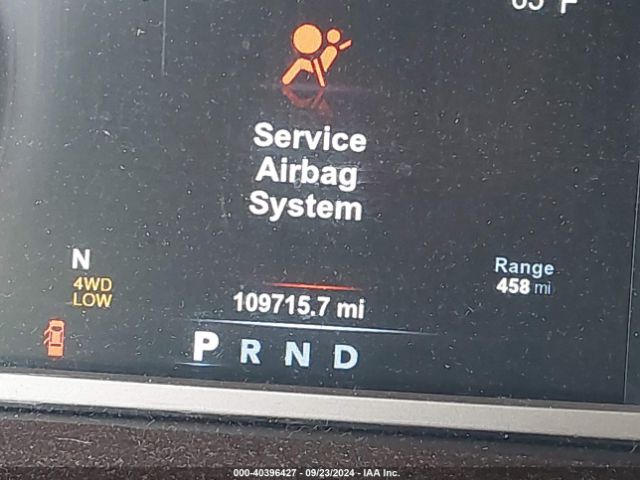 Service
Airbag
System
N
4WD
LOW
Range
458 mi
109715.7 mi
P R N D
000-40396427 - 09/23/2024 - IAA Inc.